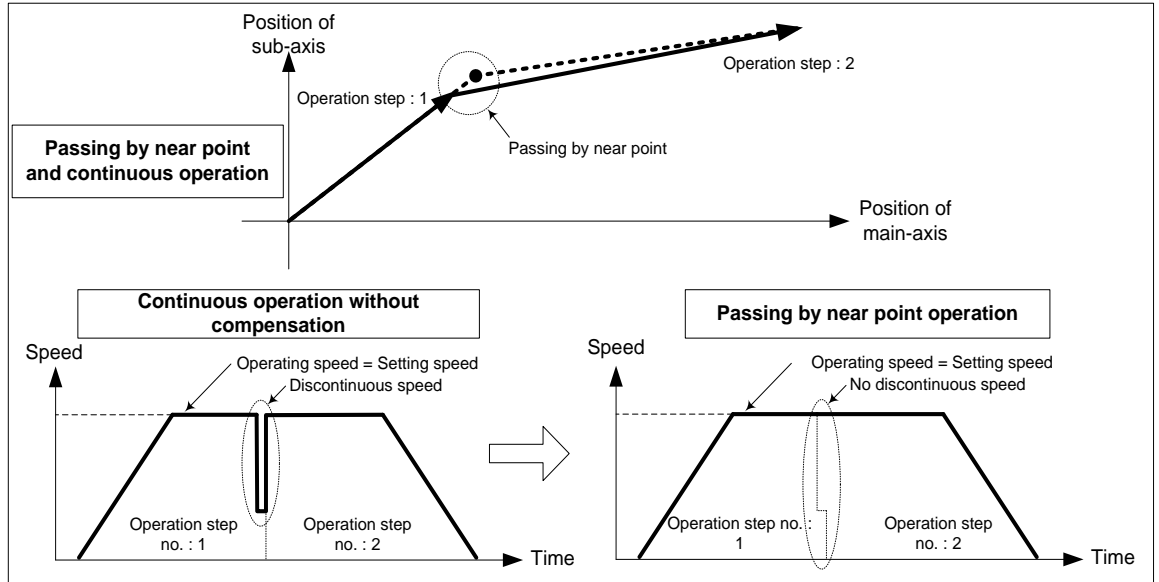 Position of
sub-axis
Operation step : 1
Operation step : 2
Passing by near point
Passing by near point
and continuous operation
Position of
main-axis
Continuous operation without
compensation
Speed
Operating speed = Setting speed
Discontinuous speed
Operation step
no. : 1
Operation step
no. : 2
Time
Passing by near point operation
Speed
Operating speed = Setting speed
No discontinuous speed
Operation step no. :
1
Operation step
no. : 2
Time